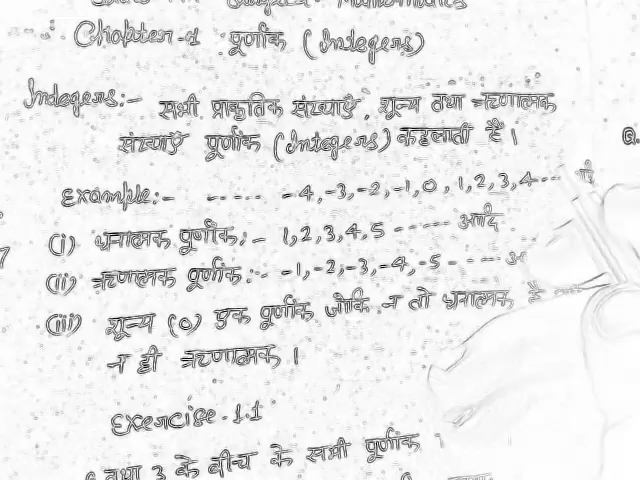 Mathematics
Chapter-1 पूर्णांक (Integers)
Integers:- सभी प्राकृतिक संख्याएँ, शून्य तथा ऋणात्मक
संख्याएँ पूर्णांक (Integers) कहलाती हैं।
Example:- ----- -4,-3,-2,-1,0,1,2,3,4---
(i) धनात्मक पूर्णांक:- 1,2,3,4,5 ----- आदि
(ii) ऋणात्मक पूर्णांक:- -1,-2,-3,-4,-5 ----
(iii) शून्य (0) एक पूर्णांक जोकि न तो धनात्मक है
न ही ऋणात्मक।
Exercise-1.1
तथा 3 के बीच के सभी पूर्णांक
Q.
7